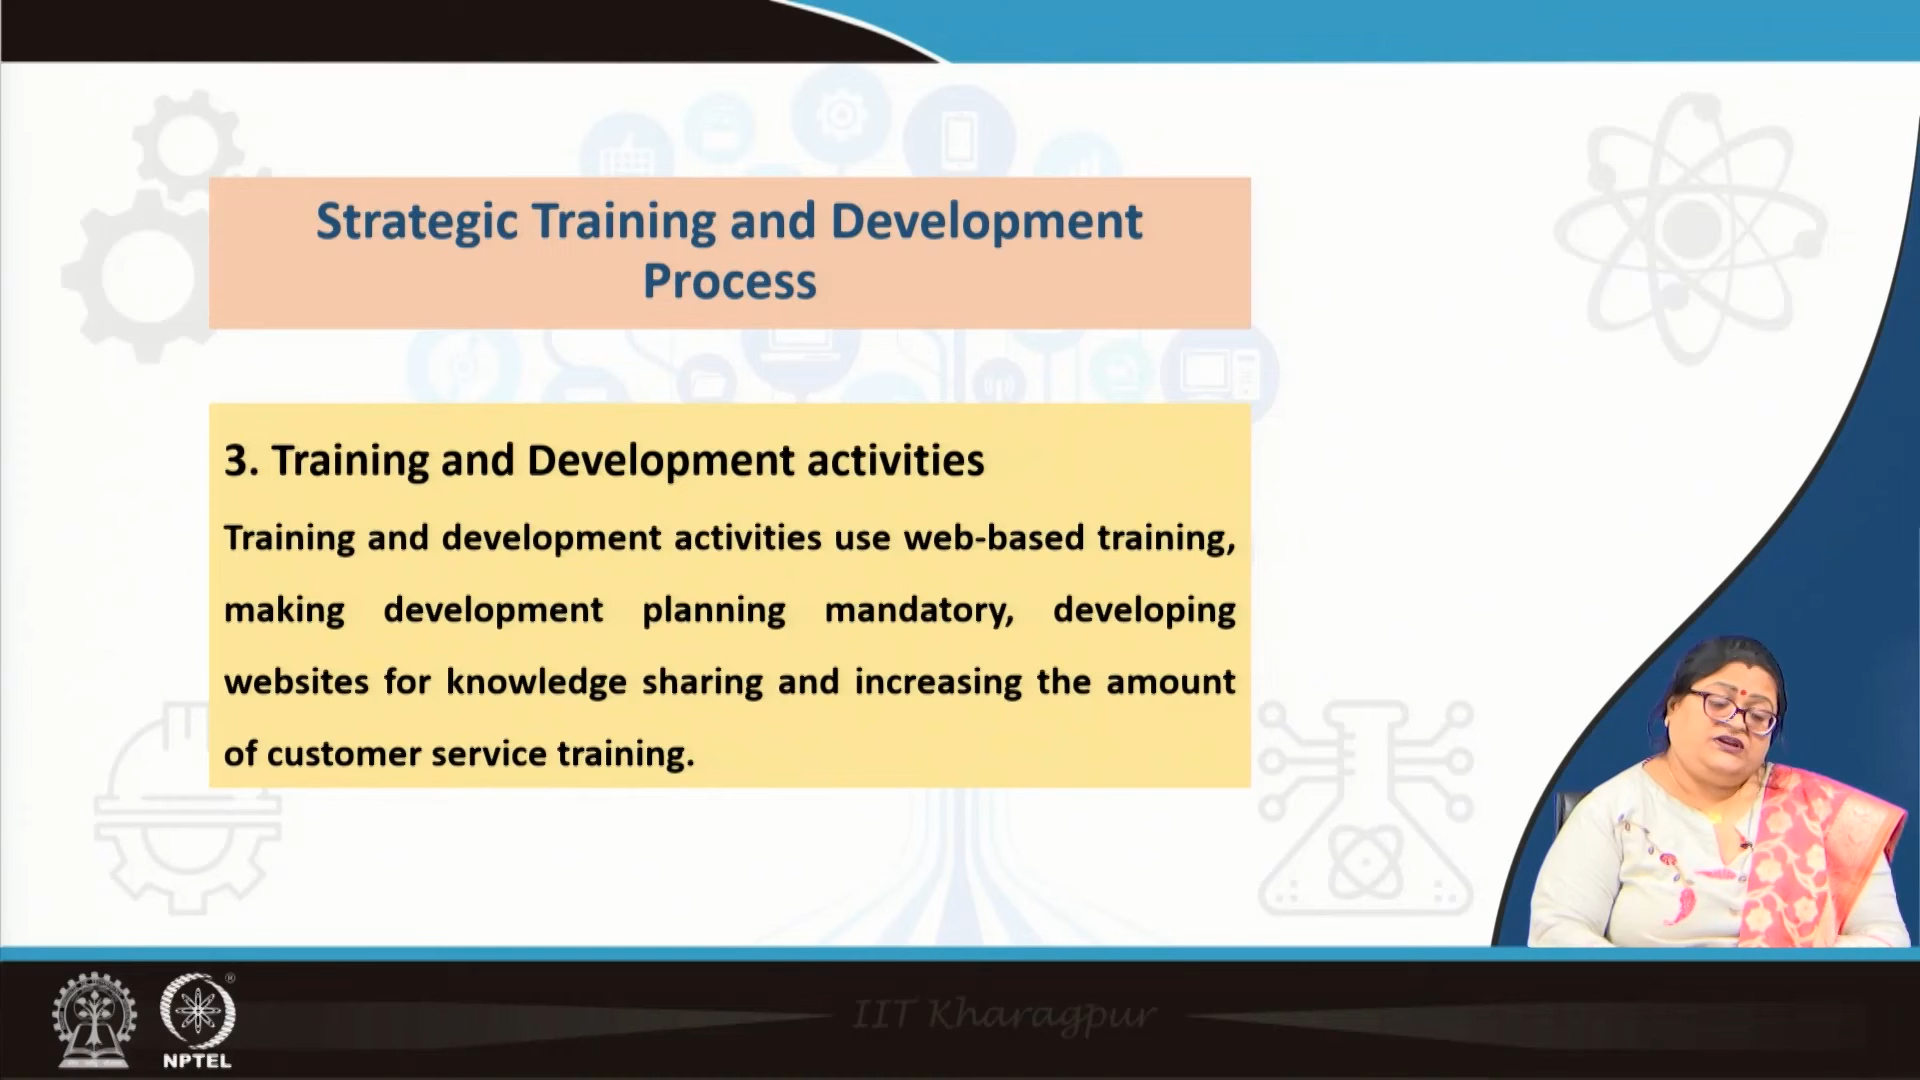 Strategic Training and Development
Process
3. Training and Development activities
Training and development activities use web-based training,
making development planning mandatory, developing
websites for knowledge sharing and increasing the amount
of customer service training.
IIT Kharagpur
®
NPTEL